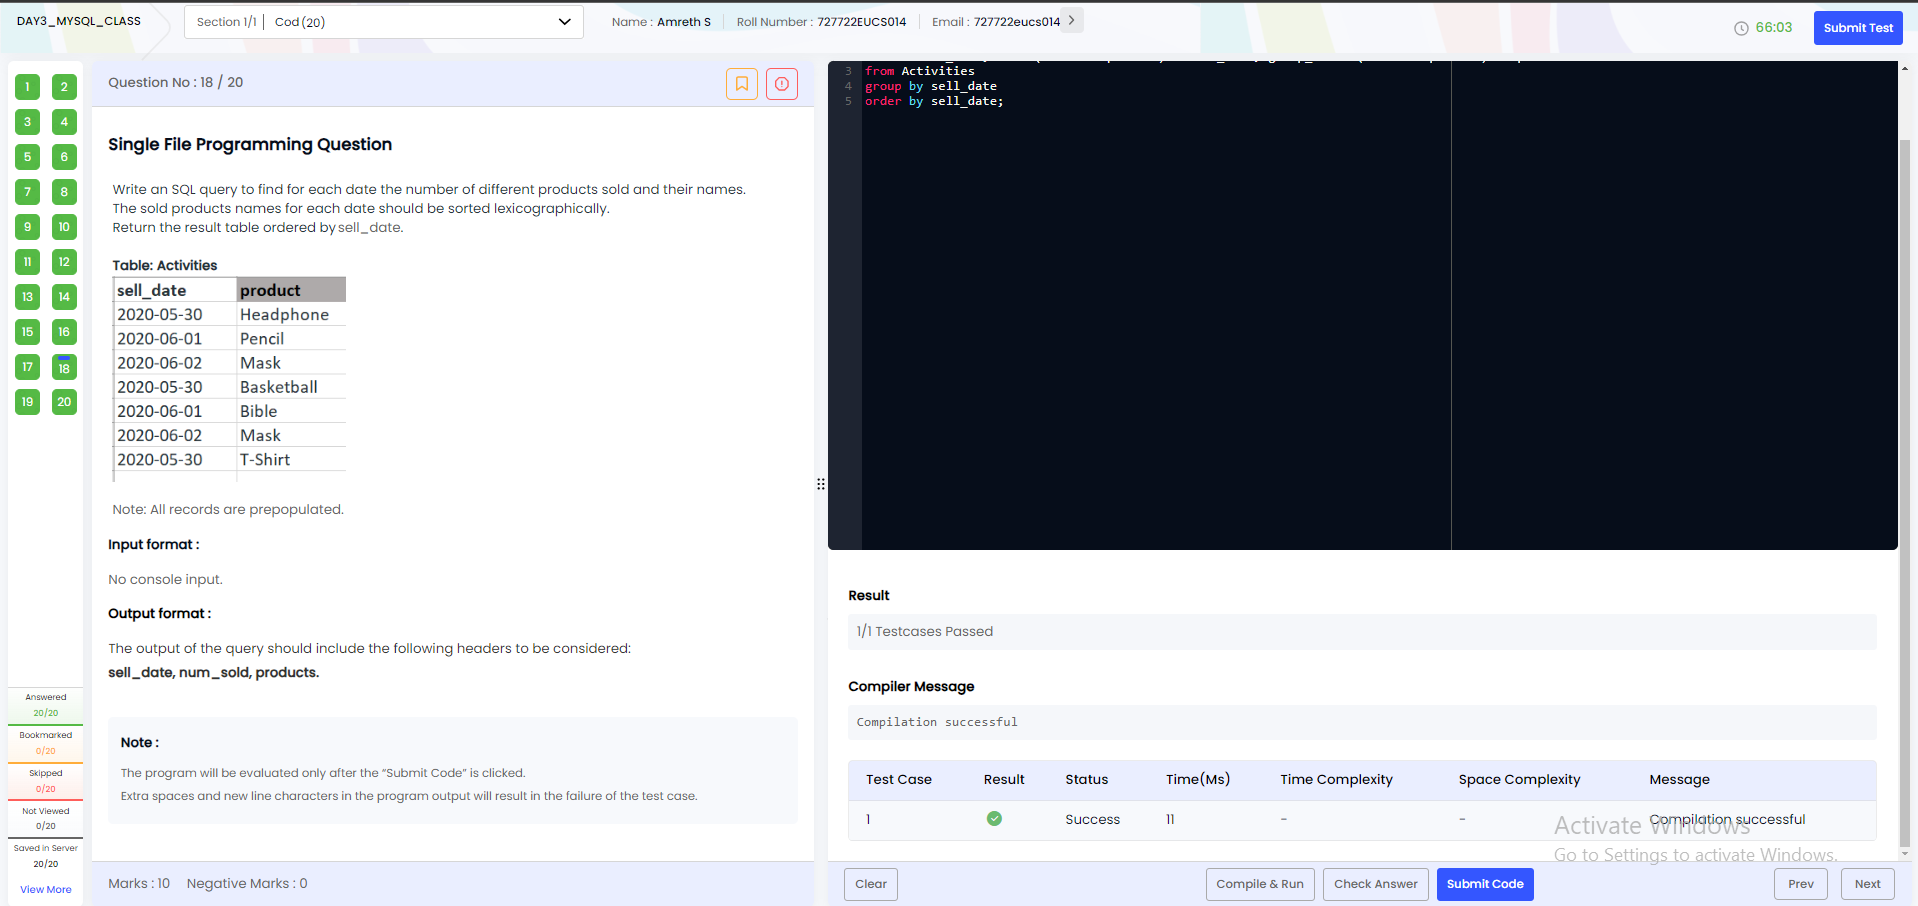 DAY3_MYSQL_CLASS
Section 1/1 | Cod (20)
Name : Amreth S
Roll Number : 727722EUCS014
Email : 727722eucs014
66:03
Submit Test
1 2
3 4
5 6
7 8
9 10
11 12
13 14
15 16
17 18
19 20
Answered
20/20
Bookmarked
0/20
Skipped
0/20
Not Viewed
0/20
Saved in Server
20/20
View More
Question No : 18 / 20
Single File Programming Question
Write an SQL query to find for each date the number of different products sold and their names.
The sold products names for each date should be sorted lexicographically.
Return the result table ordered by sell_date.
Table: Activities
sell_date product
2020-05-30 Headphone
2020-06-01 Pencil
2020-06-02 Mask
2020-05-30 Basketball
2020-06-01 Bible
2020-06-02 Mask
2020-05-30 T-Shirt
Note: All records are prepopulated.
Input format :
No console input.
Output format :
The output of the query should include the following headers to be considered:
sell_date, num_sold, products.
Note :
The program will be evaluated only after the “Submit Code” is clicked.
Extra spaces and new line characters in the program output will result in the failure of the test case.
Marks : 10 Negative Marks : 0
3 from Activities
4 group by sell_date
5 order by sell_date;
Result
1/1 Testcases Passed
Compiler Message
Compilation successful
Test Case Result Status Time(Ms) Time Complexity Space Complexity Message
1 Success 11 - - Compilation successful
Activate Windows
Go to Settings to activate Windows.
Clear
Compile & Run
Check Answer
Submit Code
Prev
Next